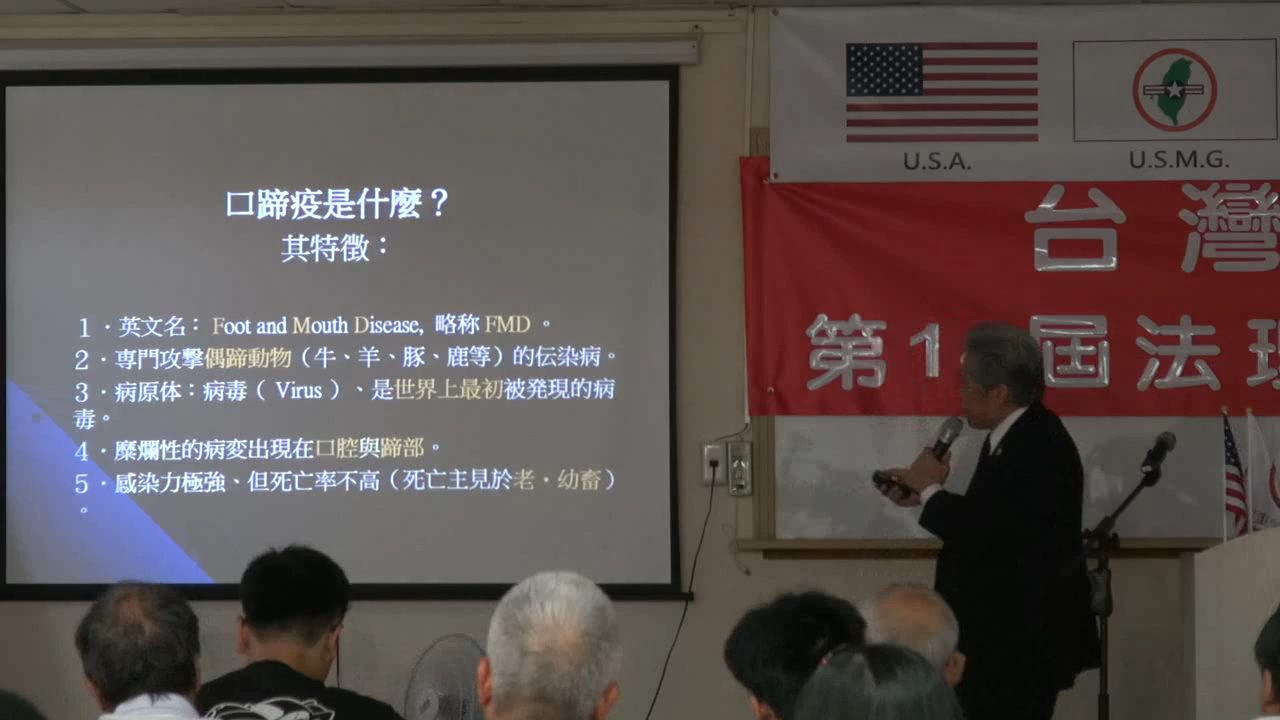 口蹄疫是什麼？
其特徴：
1．英文名： Foot and Mouth Disease, 略称 FMD 。
2．専門攻撃偶蹄動物（牛、羊、豚、鹿等）的伝染病。
3．病原体：病毒（ Virus ）、是世界上最初被発現的病
毒。
4．糜爛性的病変出現在口腔與蹄部。
5．感染力極強、但死亡率不高（死亡主見於老・幼畜）
。
U.S.A.
U.S.M.G.
台灣
第1 屆法理